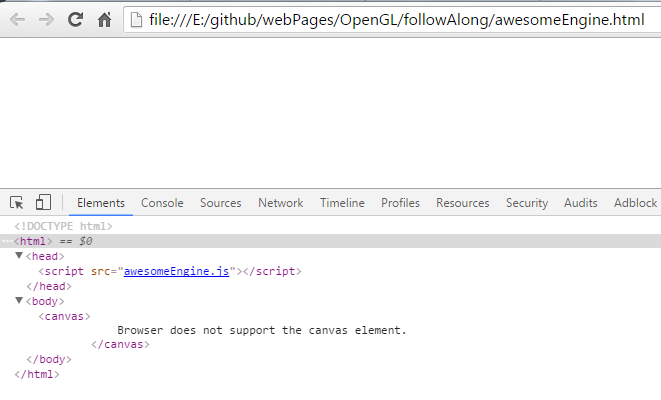 file:///E:/github/webPages/OpenGL/followAlong/awesomeEngine.html
Elements Console Sources Network Timeline Profiles Resources Security Audits Adblock
<!DOCTYPE html>
…<html> == $0
▼<head>
<script src="awesomeEngine.js"></script>
</head>
▼<body>
<canvas>
Browser does not support the canvas element.
</canvas>
</body>
</html>